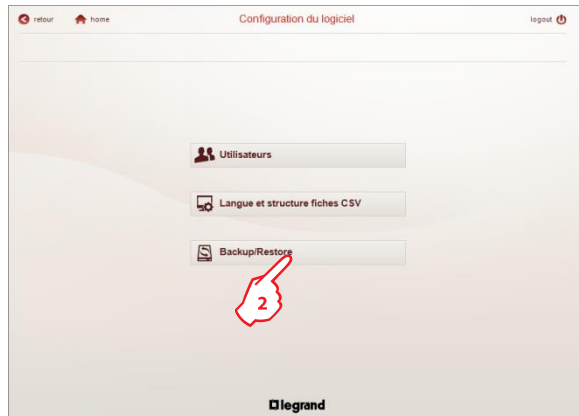 retour home Configuration du logiciel logout
Utilisateurs
Langue et structure fiches CSV
Backup/Restore
2
legrand